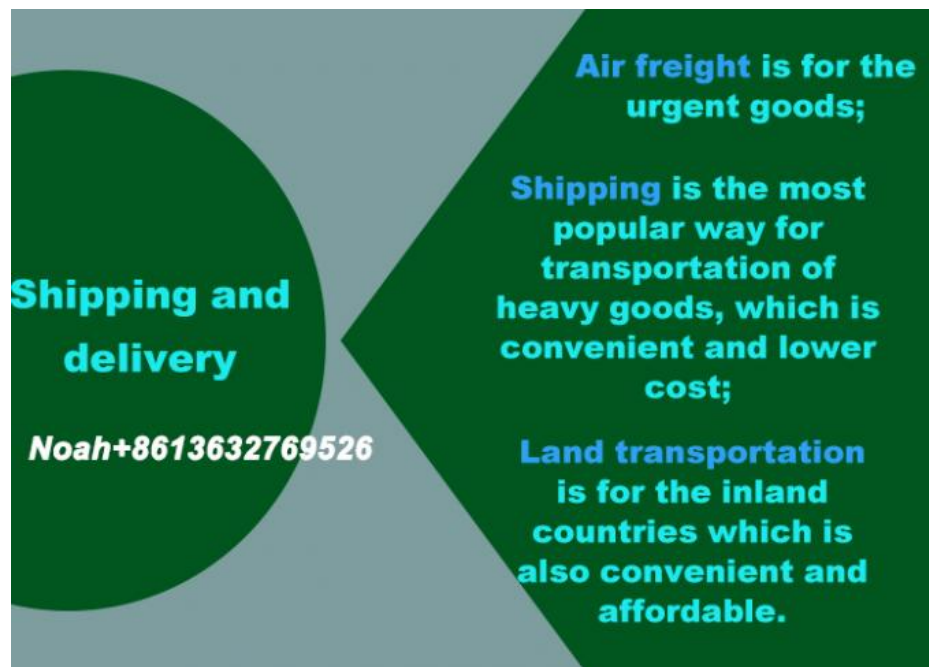 Shipping and
delivery
Noah+8613632769526
Air freight is for the
urgent goods;
Shipping is the most
popular way for
transportation of
heavy goods, which is
convenient and lower
cost;
Land transportation
is for the inland
countries which is
also convenient and
affordable.